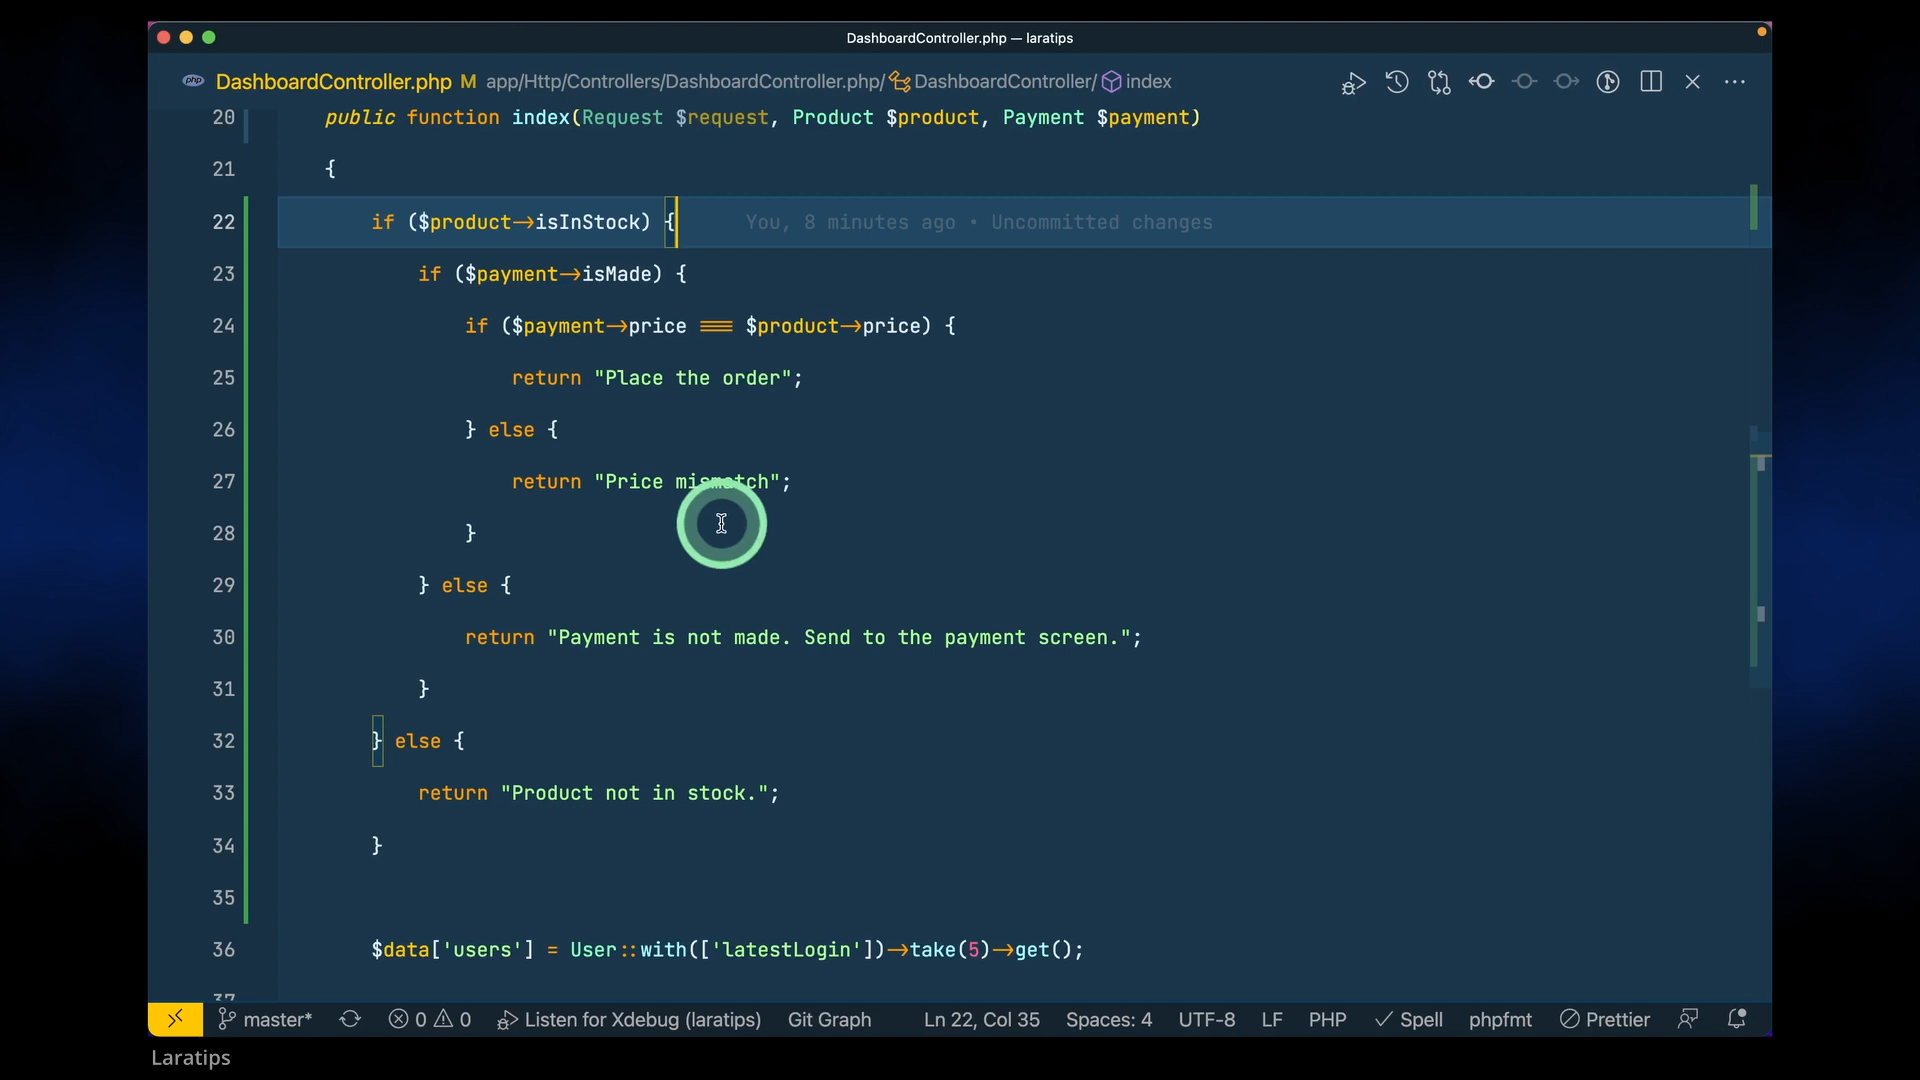 DashboardController.php — laratips
php DashboardController.php M app/Http/Controllers/DashboardController.php/ DashboardController/ index
20 public function index(Request $request, Product $product, Payment $payment)
21 {
22 if ($product->isInStock) { You, 8 minutes ago • Uncommitted changes
23 if ($payment->isMade) {
24 if ($payment->price === $product->price) {
25 return "Place the order";
26 } else {
27 return "Price mismatch";
28 }
29 } else {
30 return "Payment is not made. Send to the payment screen.";
31 }
32 } else {
33 return "Product not in stock.";
34 }
35
36 $data['users'] = User::with(['latestLogin'])->take(5)->get();
37
master* 0 0 Listen for Xdebug (laratips) Git Graph Ln 22, Col 35 Spaces: 4 UTF-8 LF PHP Spell phpfmt Prettier
Laratips